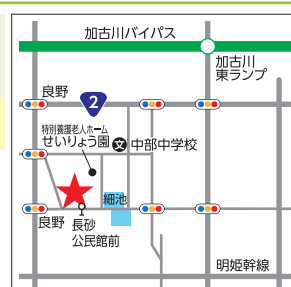 加古川バイパス
加古川
東ランプ
良野
2
特別養護老人ホーム
せいりょう園
文 中部中学校
細池
良野
長砂
公民館前
明姫幹線